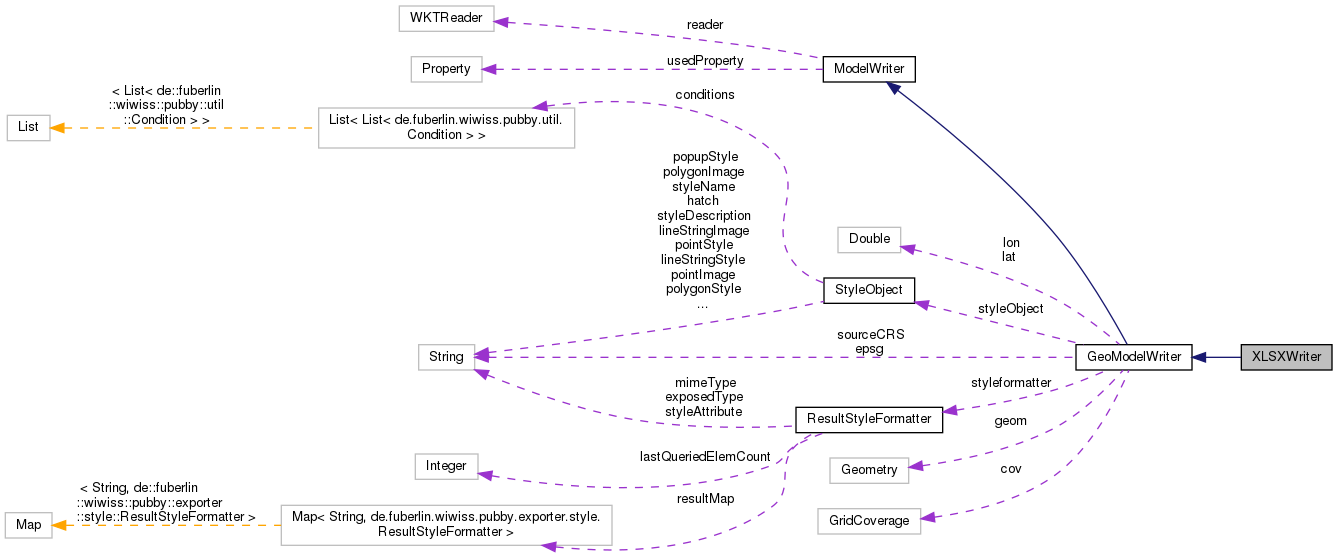 WKTReader
reader
Property
usedProperty
ModelWriter
< List< de::fuberlin
::wiwiss::pubby::util
::Condition > >
List
List< List< de.fuberlin.wiwiss.pubby.util.
Condition > >
conditions
popupStyle
polygonImage
styleName
hatch
styleDescription
lineStringImage
pointStyle
lineStringStyle
pointImage
polygonStyle
...
Double
lon
lat
StyleObject
styleObject
String
sourceCRS
epsg
GeoModelWriter
XLSXWriter
mimeType
exposedType
styleAttribute
styleformatter
ResultStyleFormatter
geom
Integer
lastQueriedElemCount
Geometry
cov
< String, de::fuberlin
::wiwiss::pubby::exporter
::style::ResultStyleFormatter >
Map
Map< String, de.fuberlin.wiwiss.pubby.exporter.style.
ResultStyleFormatter >
resultMap
GridCoverage